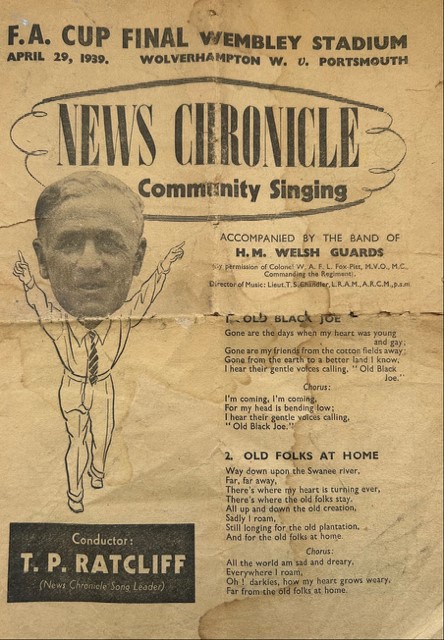 F.A. CUP FINAL WEMBLEY STADIUM
APRIL 29, 1939. WOLVERHAMPTON W. v. PORTSMOUTH
NEWS CHRONICLE
Community Singing
ACCOMPANIED BY THE BAND OF
H.M. WELSH GUARDS
(by permission of Colonel W. A. F. L. Fox-Pitt, M.V.O., M.C.,
Commanding the Regiment).
Director of Music: Lieut. T. S. Chandler, L.R.A.M., A.R.C.M., p.s.m.
1. OLD BLACK JOE
Gone are the days when my heart was young
and gay;
Gone are my friends from the cotton fields away;
Gone from the earth to a better land I know,
I hear their gentle voices calling, "Old Black
Joe."
Chorus:
I'm coming, I'm coming,
For my head is bending low;
I hear their gentle voices calling,
"Old Black Joe."
2. OLD FOLKS AT HOME
Way down upon the Swanee river,
Far, far away,
There's where my heart is turning ever,
There's where the old folks stay.
All up and down the old creation,
Sadly I roam,
Still longing for the old plantation,
And for the old folks at home.
Chorus:
All the world am sad and dreary,
Everywhere I roam,
Oh! darkies, how my heart grows weary,
Far from the old folks at home.
Conductor:
T. P. RATCLIFF
(News Chronicle Song Leader)